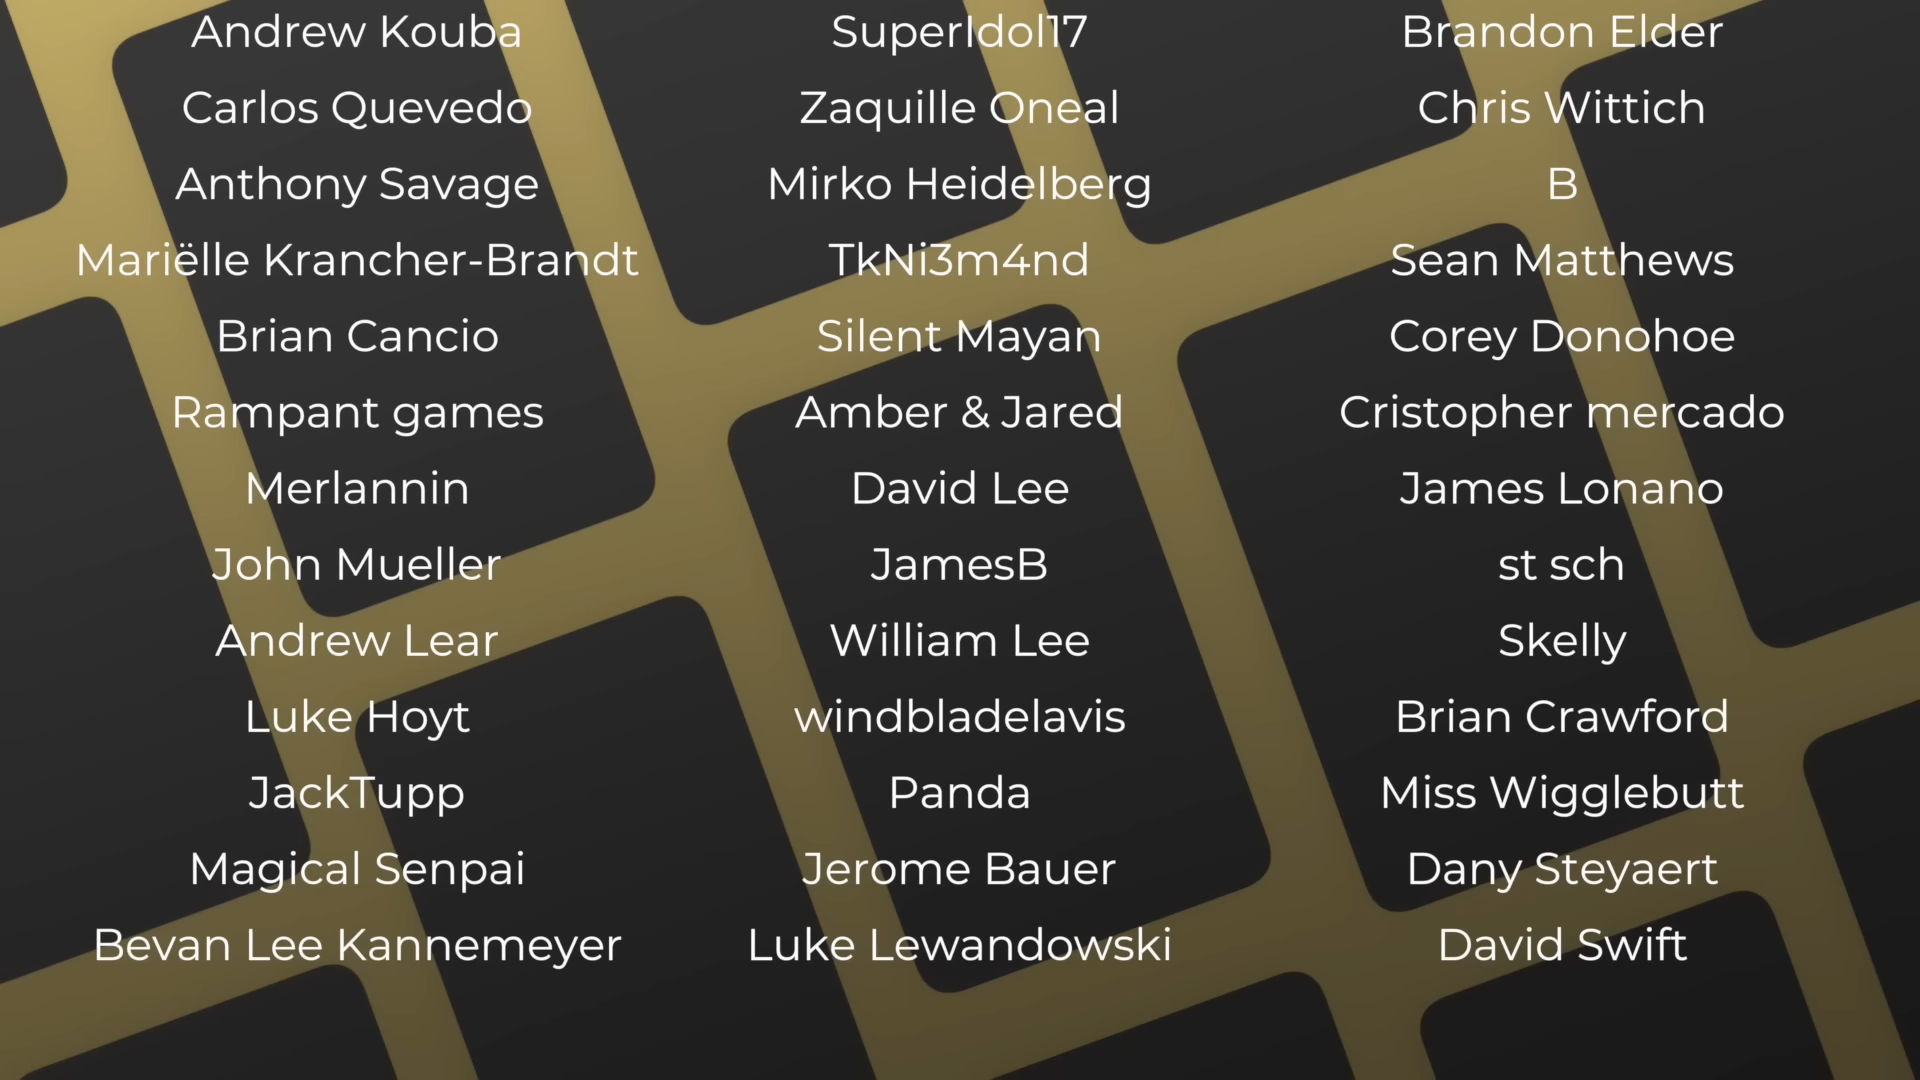 Andrew Kouba
Carlos Quevedo
Anthony Savage
Mariëlle Krancher-Brandt
Brian Cancio
Rampant games
Merlannin
John Mueller
Andrew Lear
Luke Hoyt
JackTupp
Magical Senpai
Bevan Lee Kannemeyer
SuperIdol17
Zaquille Oneal
Mirko Heidelberg
TkNi3m4nd
Silent Mayan
Amber & Jared
David Lee
JamesB
William Lee
windbladelavis
Panda
Jerome Bauer
Luke Lewandowski
Brandon Elder
Chris Wittich
B
Sean Matthews
Corey Donohoe
Cristopher mercado
James Lonano
st sch
Skelly
Brian Crawford
Miss Wigglebutt
Dany Steyaert
David Swift